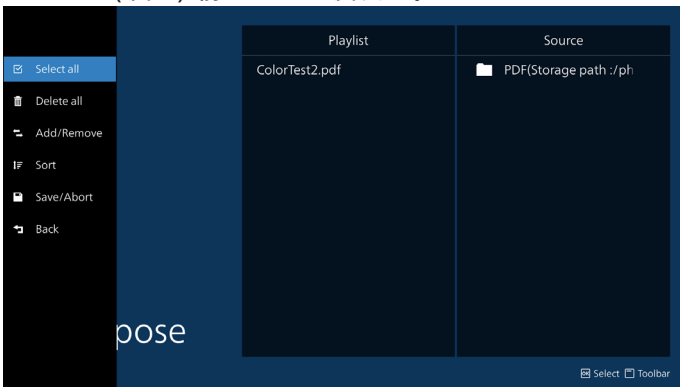 Playlist
Source
Select all
ColorTest2.pdf
PDF(Storage path :/ph
Delete all
Add/Remove
Sort
Save/Abort
Back
pose
Select
Toolbar